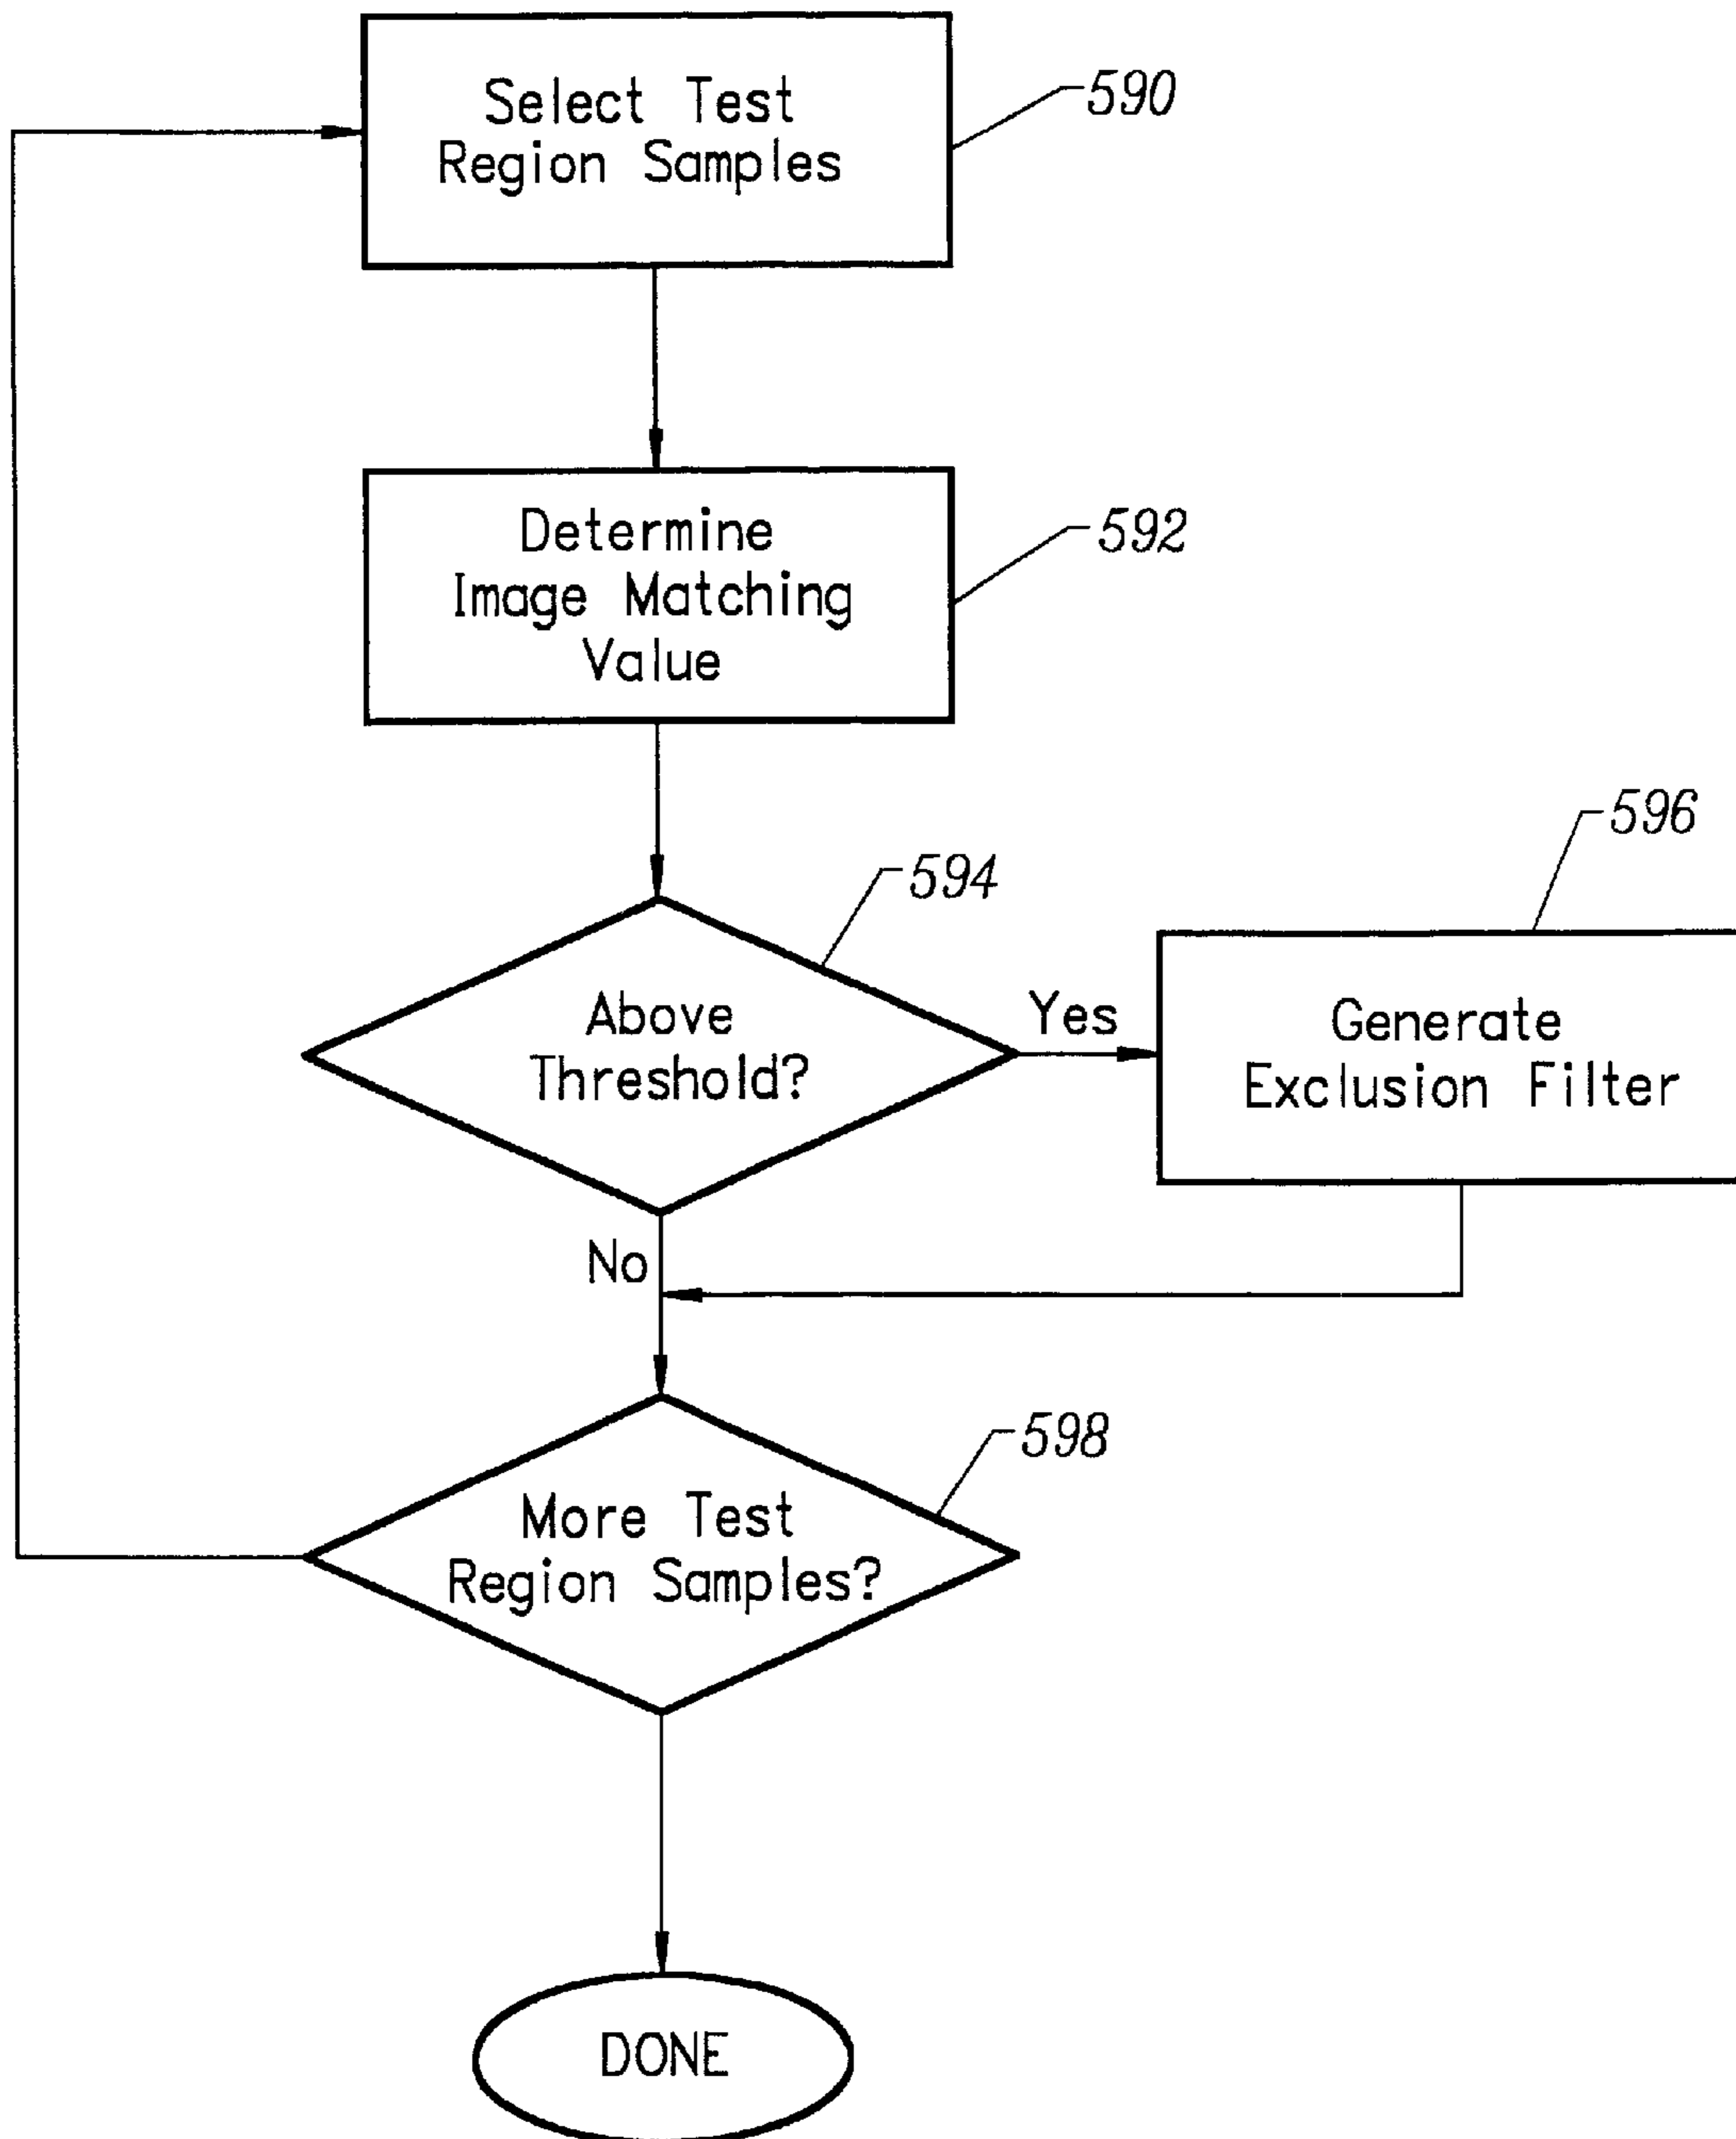 Select Test
Region Samples
590
Determine
Image Matching
Value
592
594
Above
Threshold?
Yes
596
Generate
Exclusion Filter
No
598
More Test
Region Samples?
DONE